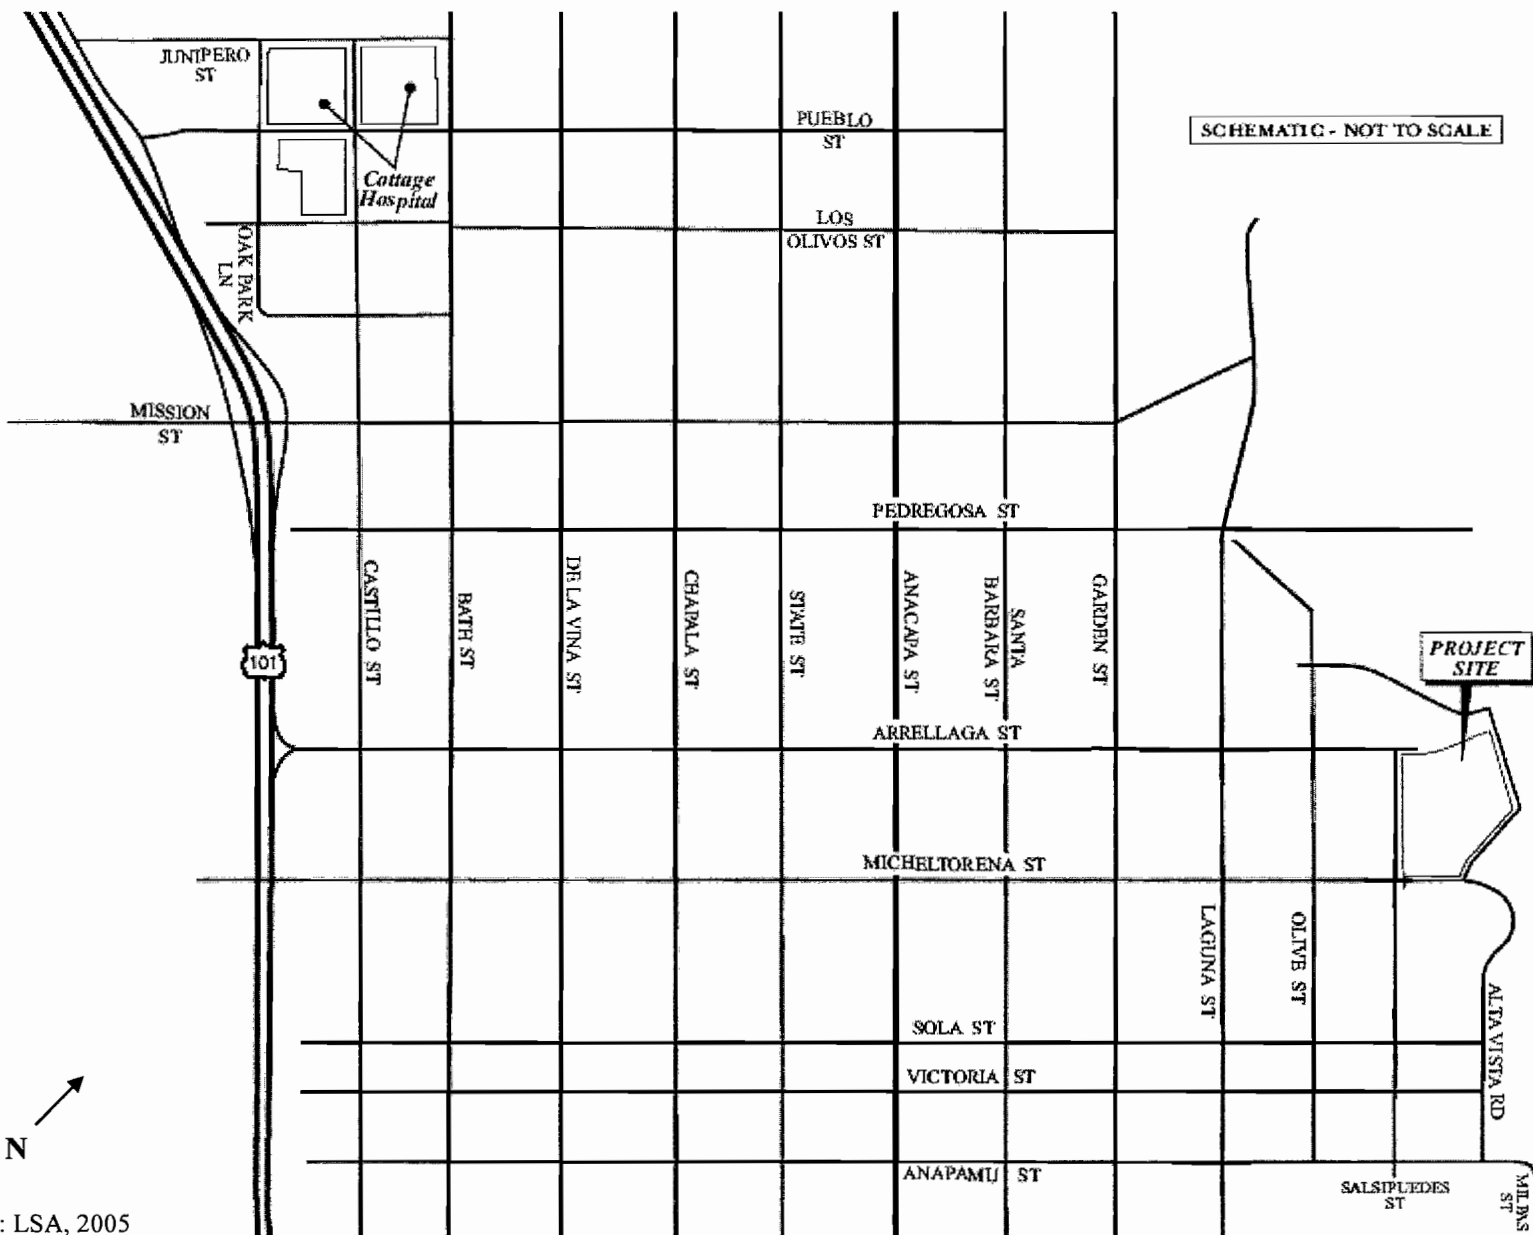 JUNIPERO
ST
PUEBLO
ST
SCHEMATIC - NOT TO SCALE
Cottage
Hospital
LOS
OLIVOS ST
OAK PARK
LN
MISSION
ST
PEDREGOSA ST
CASTILLO ST
BATH ST
DE LA VINA ST
CHAPALA ST
STATE ST
ANACAPA ST
SANTA
BARBARA ST
GARDEN ST
101
PROJECT
SITE
ARRELLAGA ST
MICHELTORENA ST
LAGUNA ST
OLIVE ST
ALTA VISTA RD
SOLA ST
VICTORIA ST
N
ANAPAMU ST
SALSIPUEDES
ST
MILPAS
ST
: LSA, 2005